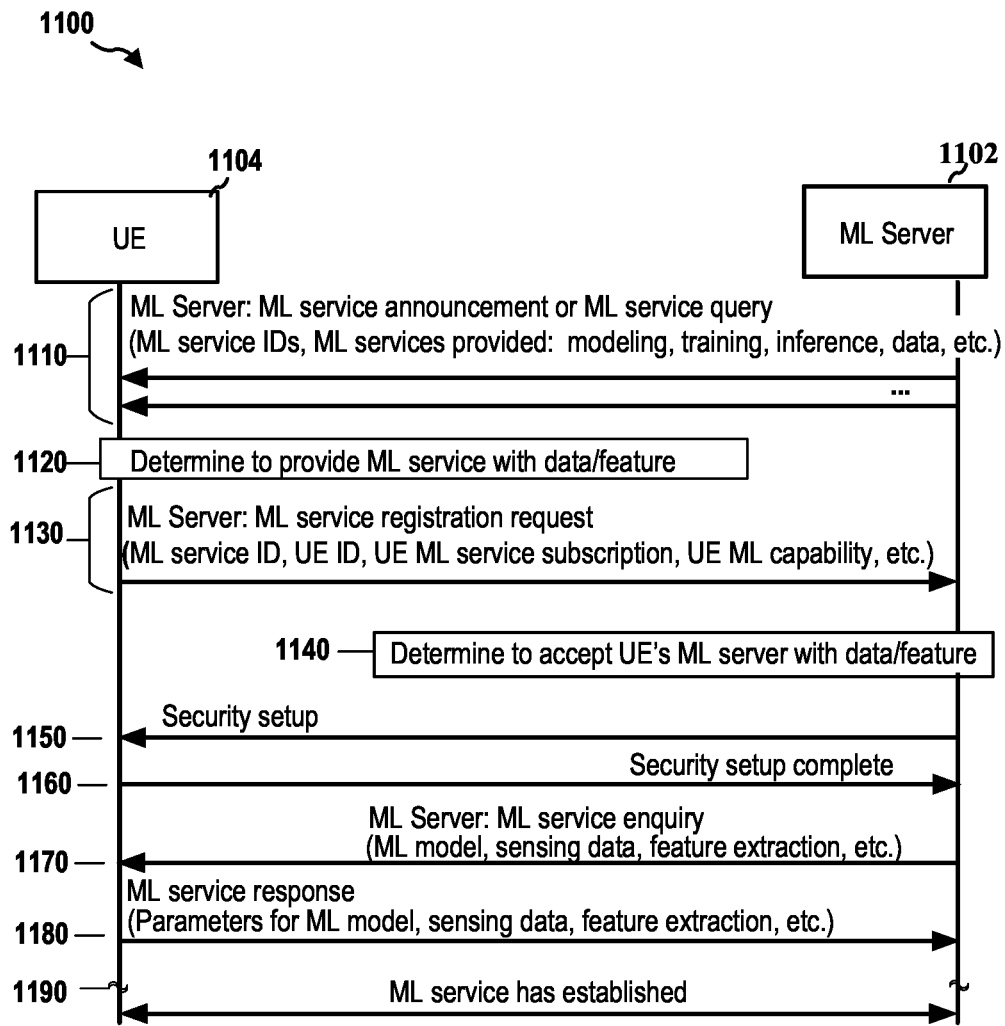 1100
1104
1102
UE
ML Server
ML Server: ML service announcement or ML service query
(ML service IDs, ML services provided: modeling, training, inference, data, etc.)
1110
...
1120
Determine to provide ML service with data/feature
1130
ML Server: ML service registration request
(ML service ID, UE ID, UE ML service subscription, UE ML capability, etc.)
1140
Determine to accept UE's ML server with data/feature
Security setup
1150
Security setup complete
1160
ML Server: ML service enquiry
(ML model, sensing data, feature extraction, etc.)
1170
ML service response
(Parameters for ML model, sensing data, feature extraction, etc.)
1180
1190
ML service has established